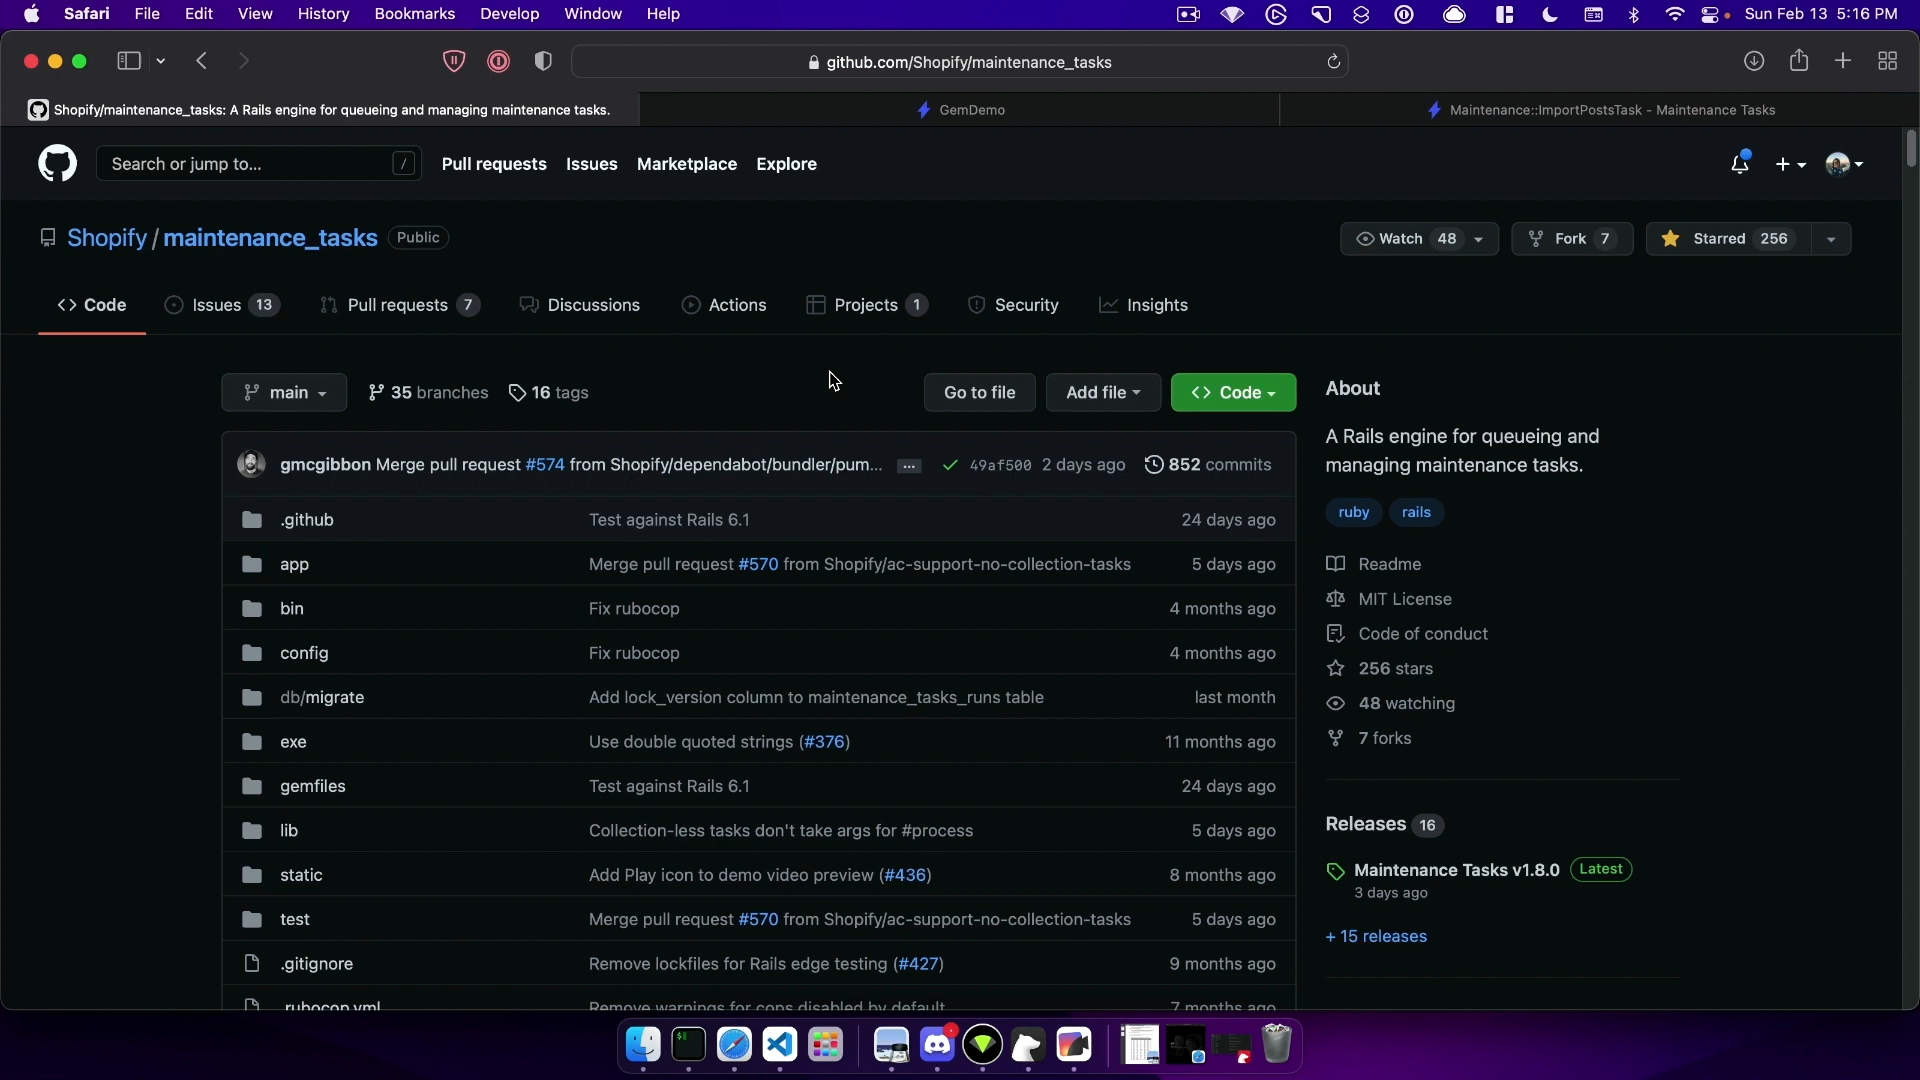 Safari File Edit View History Bookmarks Develop Window Help Sun Feb 13 5:16 PM
github.com/Shopify/maintenance_tasks
Shopify/maintenance_tasks: A Rails engine for queueing and managing maintenance tasks. GemDemo Maintenance::ImportPostsTask - Maintenance Tasks
Search or jump to... / Pull requests Issues Marketplace Explore
Shopify / maintenance_tasks Public Watch 48 Fork 7 Starred 256
<> Code Issues 13 Pull requests 7 Discussions Actions Projects 1 Security Insights
main 35 branches 16 tags Go to file Add file <> Code
gmcgibbon Merge pull request #574 from Shopify/dependabot/bundler/pum... ... 49af500 2 days ago 852 commits
.github Test against Rails 6.1 24 days ago
app Merge pull request #570 from Shopify/ac-support-no-collection-tasks 5 days ago
bin Fix rubocop 4 months ago
config Fix rubocop 4 months ago
db/migrate Add lock_version column to maintenance_tasks_runs table last month
exe Use double quoted strings (#376) 11 months ago
gemfiles Test against Rails 6.1 24 days ago
lib Collection-less tasks don't take args for #process 5 days ago
static Add Play icon to demo video preview (#436) 8 months ago
test Merge pull request #570 from Shopify/ac-support-no-collection-tasks 5 days ago
.gitignore Remove lockfiles for Rails edge testing (#427) 9 months ago
.rubocop.yml Remove warnings for cops disabled by default 7 months ago
About
A Rails engine for queueing and
managing maintenance tasks.
ruby rails
Readme
MIT License
Code of conduct
256 stars
48 watching
7 forks
Releases 16
Maintenance Tasks v1.8.0 Latest
3 days ago
+ 15 releases